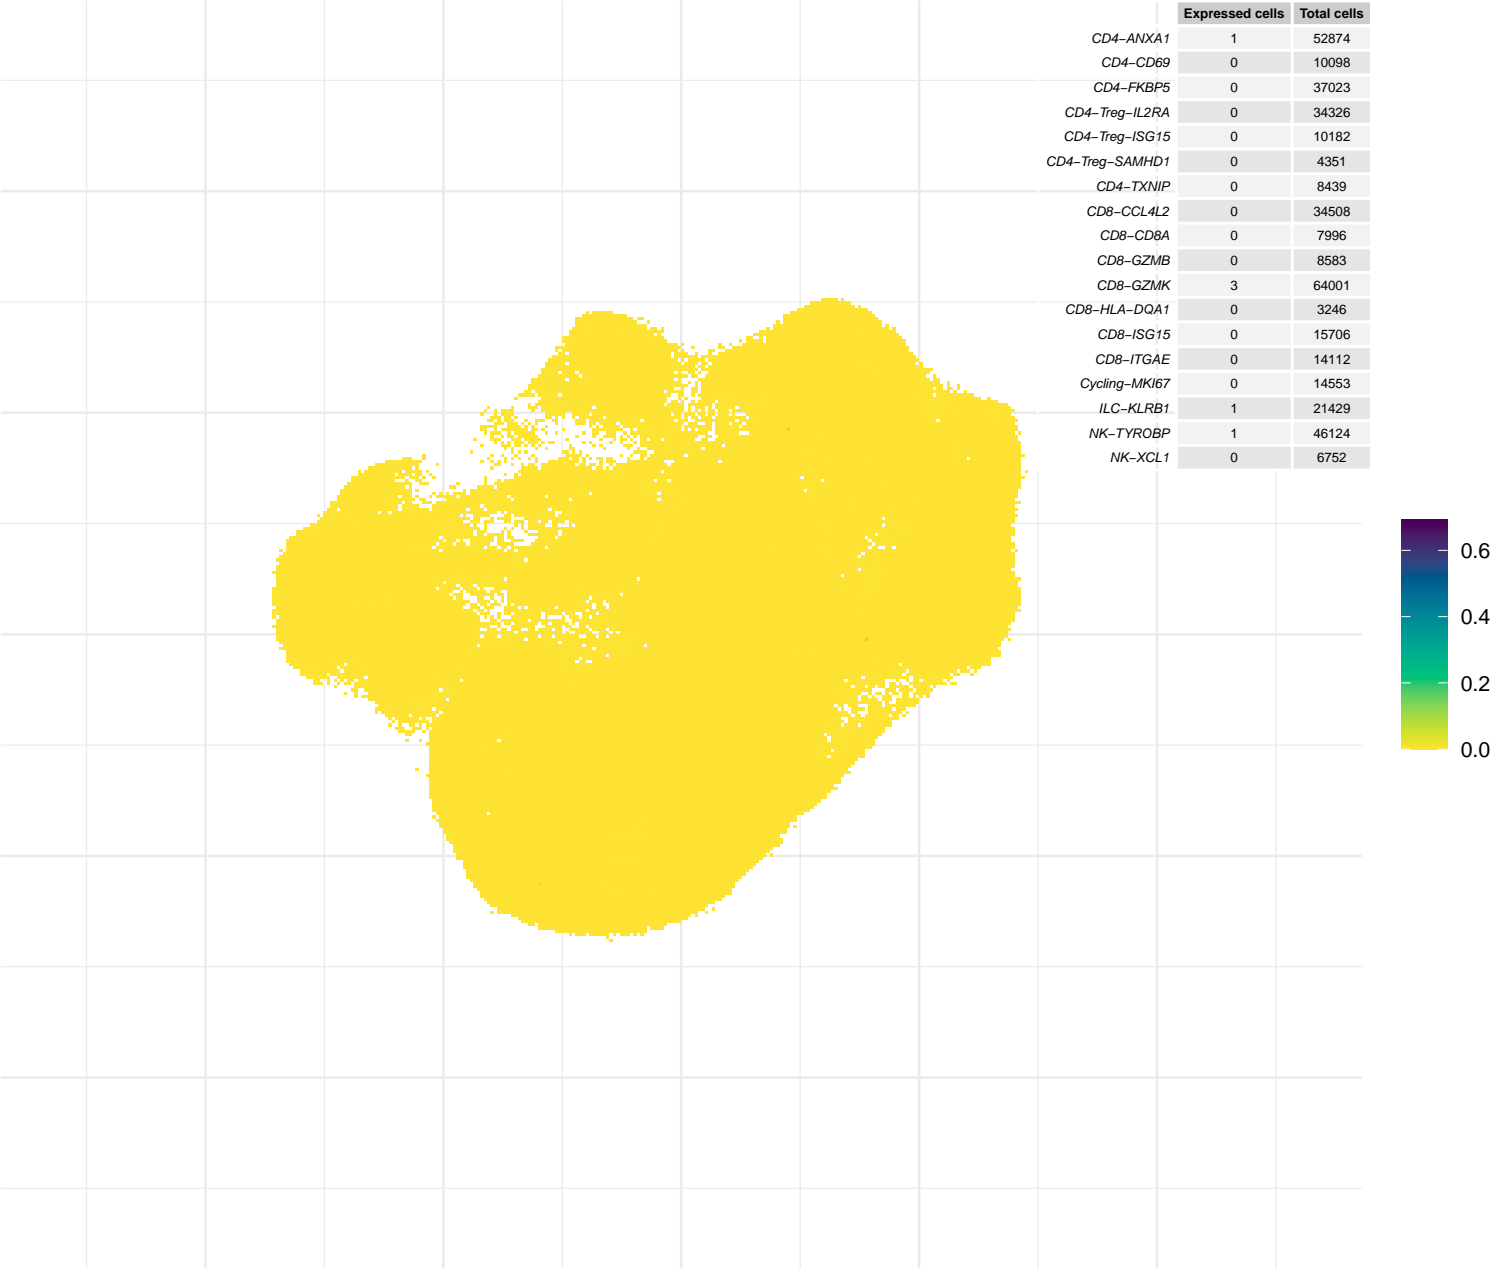 Expressed cells Total cells
CD4−ANXA1 1 52874
CD4−CD69 0 10098
CD4−FKBP5 0 37023
CD4−Treg−IL2RA 0 34326
CD4−Treg−ISG15 0 10182
CD4−Treg−SAMHD1 0 4351
CD4−TXNIP 0 8439
CD8−CCL4L2 0 34508
CD8−CD8A 0 7996
CD8−GZMB 0 8583
CD8−GZMK 3 64001
CD8−HLA−DQA1 0 3246
CD8−ISG15 0 15706
CD8−ITGAE 0 14112
Cycling−MKI67 0 14553
ILC−KLRB1 1 21429
NK−TYROBP 1 46124
NK−XCL1 0 6752
0.6
0.4
0.2
0.0